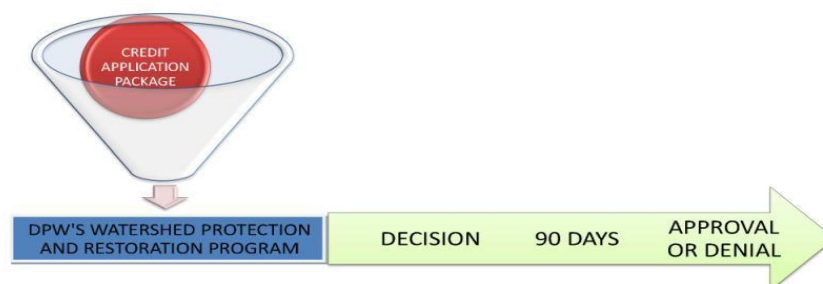 CREDIT
APPLICATION
PACKAGE
DPW'S WATERSHED PROTECTION
AND RESTORATION PROGRAM
DECISION 90 DAYS APPROVAL
OR DENIAL